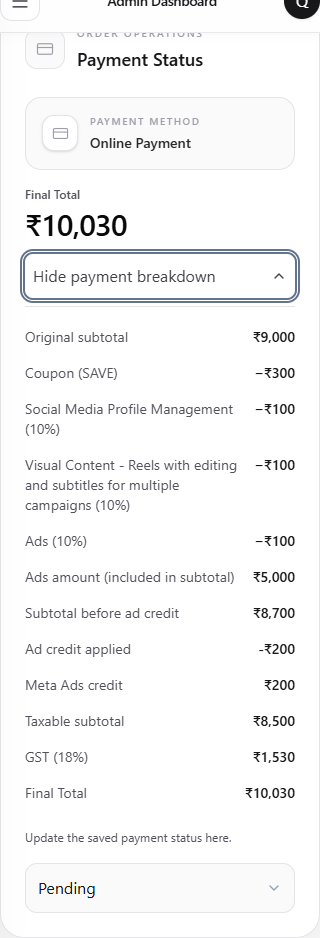 Admin Dashboard
Q
ORDER OPERATIONS
Payment Status
PAYMENT METHOD
Online Payment
Final Total
₹10,030
Hide payment breakdown
Original subtotal ₹9,000
Coupon (SAVE) −₹300
Social Media Profile Management −₹100
(10%)
Visual Content - Reels with editing −₹100
and subtitles for multiple
campaigns (10%)
Ads (10%) −₹100
Ads amount (included in subtotal) ₹5,000
Subtotal before ad credit ₹8,700
Ad credit applied -₹200
Meta Ads credit ₹200
Taxable subtotal ₹8,500
GST (18%) ₹1,530
Final Total ₹10,030
Update the saved payment status here.
Pending